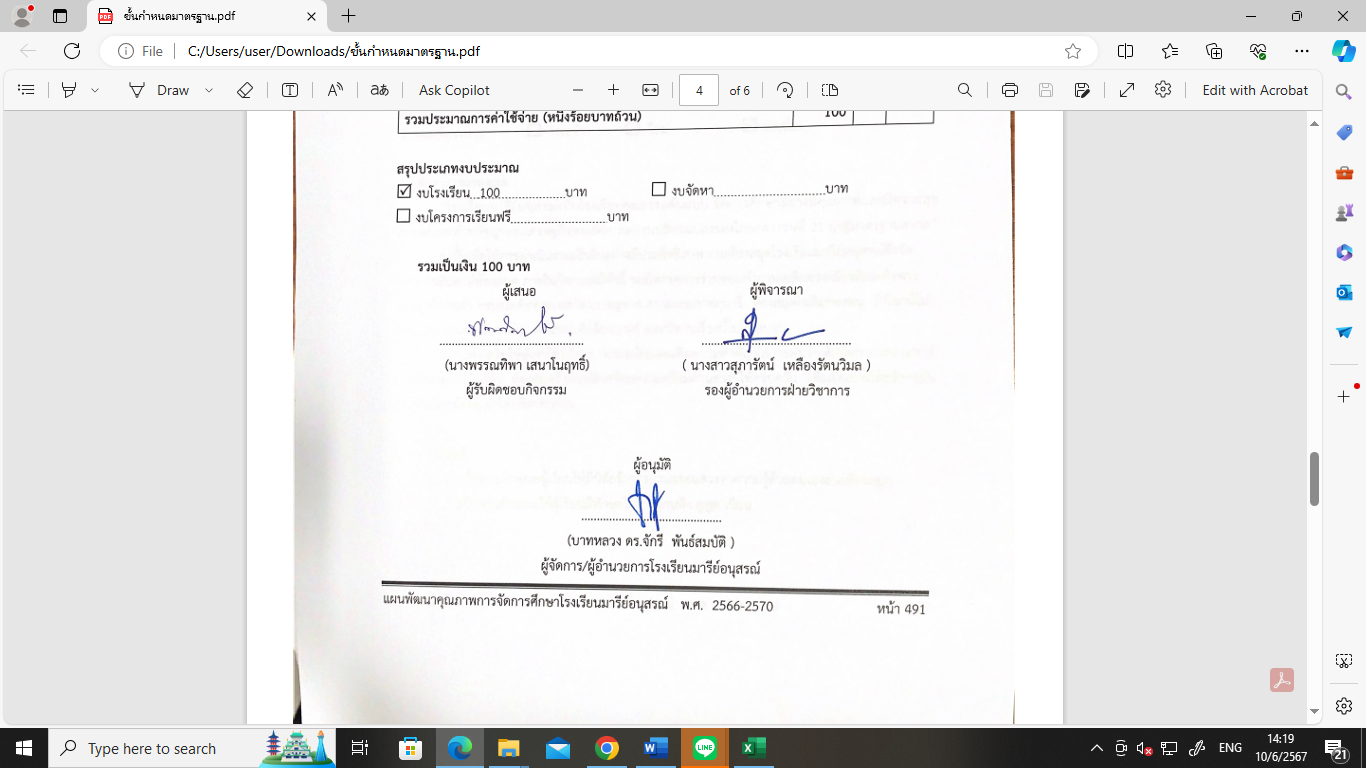 ขั้นกำหนดมาตรฐาน.pdf
File C:/Users/user/Downloads/ขั้นกำหนดมาตรฐาน.pdf
Draw aあ Ask Copilot 4 of 6 Edit with Acrobat
รวมประมาณการค่าใช้จ่าย (หนึ่งร้อยบาทถ้วน) 100
สรุปประเภทงบประมาณ
งบโรงเรียน 100 บาท งบจัดหา บาท
งบโครงการเรียนฟรี บาท
รวมเป็นเงิน 100 บาท
ผู้เสนอ ผู้พิจารณา
(นางพรรณทิพา เสนาโนฤทธิ์) ( นางสาวสุภารัตน์ เหลืองรัตนวิมล )
ผู้รับผิดชอบกิจกรรม รองผู้อำนวยการฝ่ายวิชาการ
ผู้อนุมัติ
(บาทหลวง ดร.จักรี พันธ์สมบัติ )
ผู้จัดการ/ผู้อำนวยการโรงเรียนมารีย์อนุสรณ์
แผนพัฒนาคุณภาพการจัดการศึกษาโรงเรียนมารีย์อนุสรณ์ พ.ศ. 2566-2570 หน้า 491
Type here to search ENG 14:19
10/6/2567 21